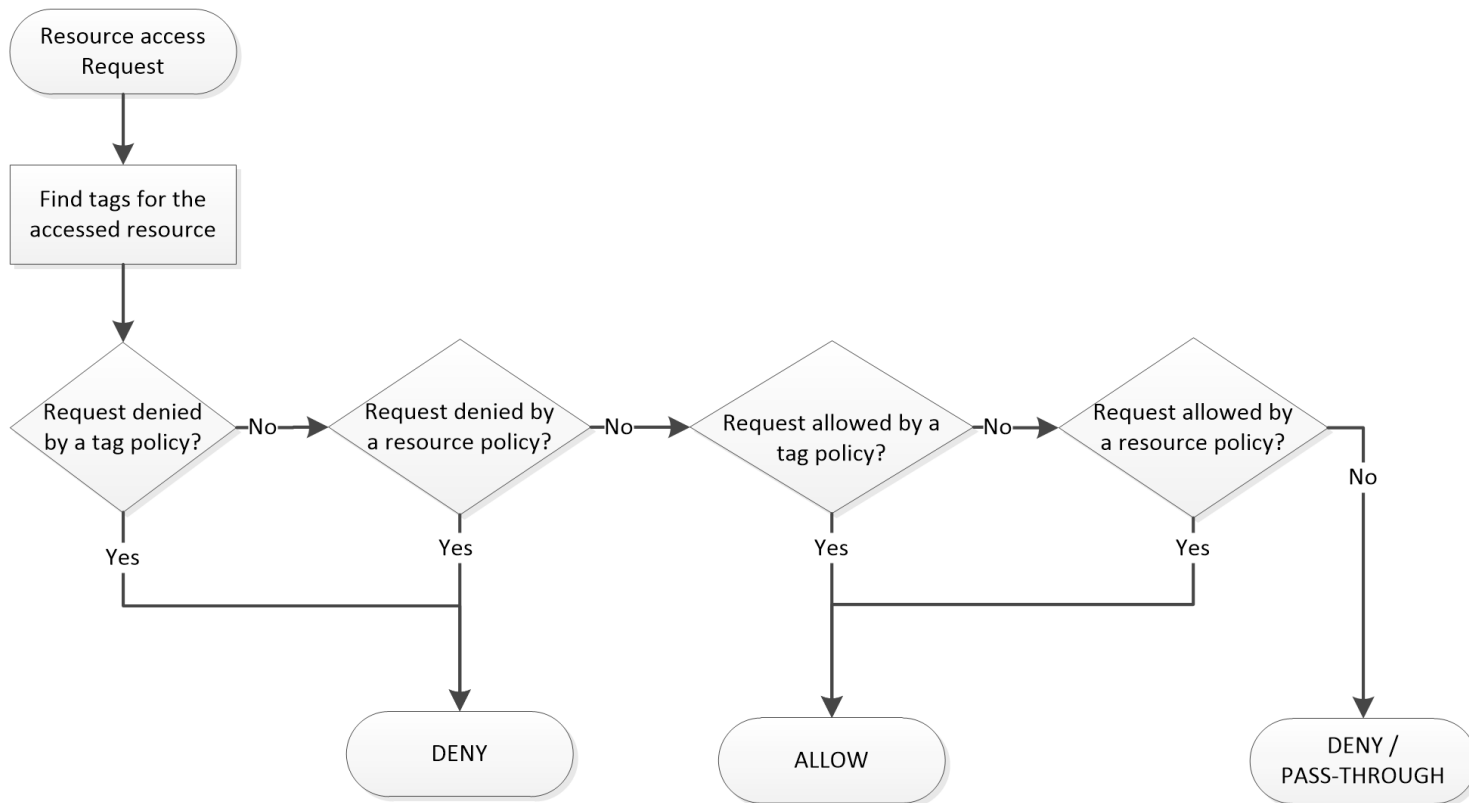 Resource access
Request
Find tags for the
accessed resource
Request denied
by a tag policy?
No
Request denied by
a resource policy?
No
Request allowed by a
tag policy?
No
Request allowed by
a resource policy?
No
Yes
Yes
Yes
Yes
DENY
ALLOW
DENY /
PASS-THROUGH